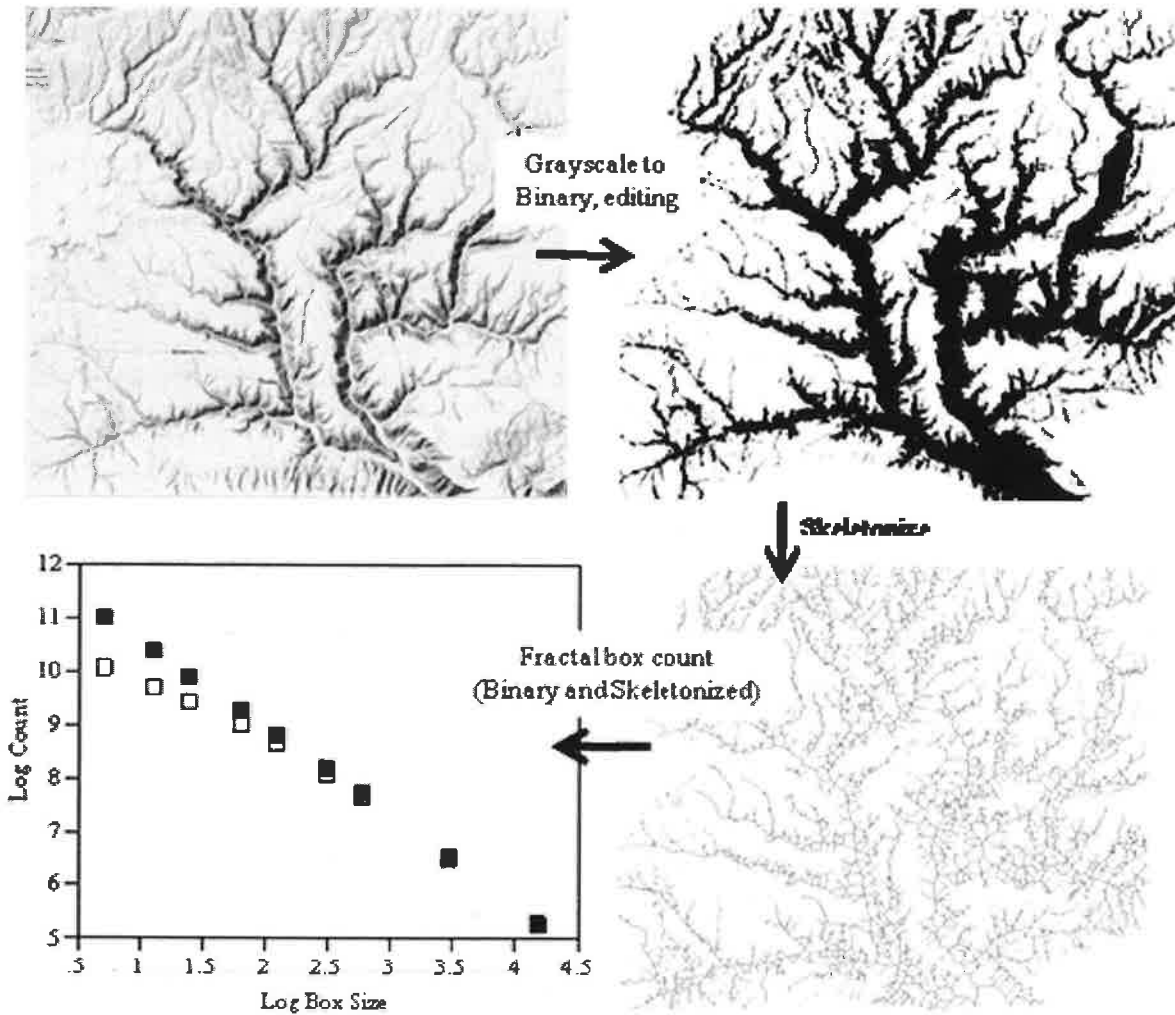 Grayscale to
Binary, editing
Skeletonize
Fractal box count
(Binary and Skeletonized)
12
11
10
9
8
7
6
5
.5
1
1.5
2
2.5
3
3.5
4
4.5
Log Count
Log Box Size